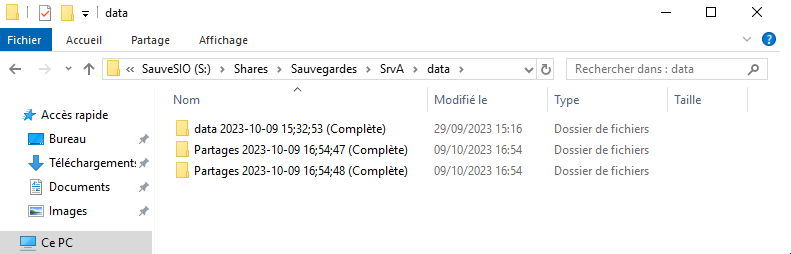 data
Fichier Accueil Partage Affichage
« SauveSIO (S:) > Shares > Sauvegardes > SrvA > data > Rechercher dans : data
Nom Modifié le Type Taille
Accès rapide
Bureau
Téléchargements
Documents
Images
Ce PC
data 2023-10-09 15;32;53 (Complète) 29/09/2023 15:16 Dossier de fichiers
Partages 2023-10-09 16:54;47 (Complète) 09/10/2023 16:54 Dossier de fichiers
Partages 2023-10-09 16:54;48 (Complète) 09/10/2023 16:54 Dossier de fichiers